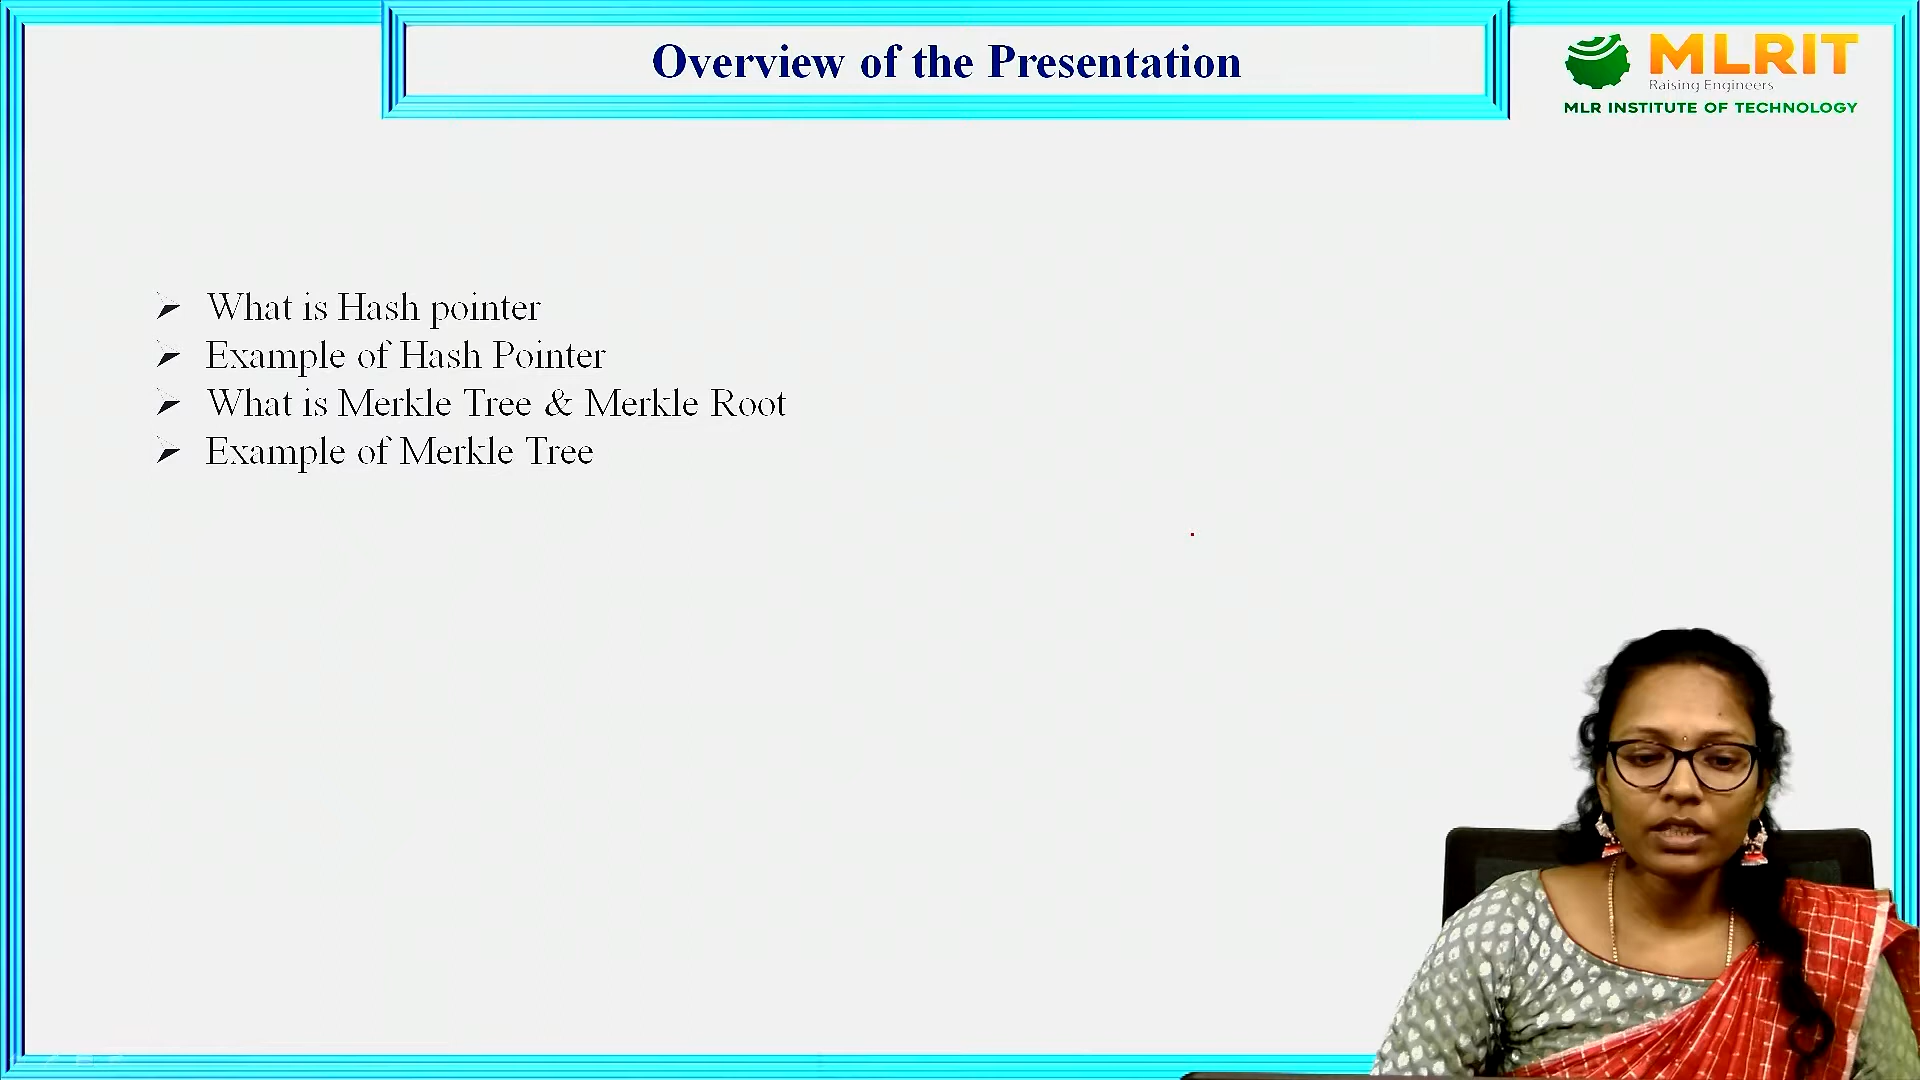 Overview of the Presentation
MLRIT
Raising Engineers
MLR INSTITUTE OF TECHNOLOGY
What is Hash pointer
Example of Hash Pointer
What is Merkle Tree & Merkle Root
Example of Merkle Tree